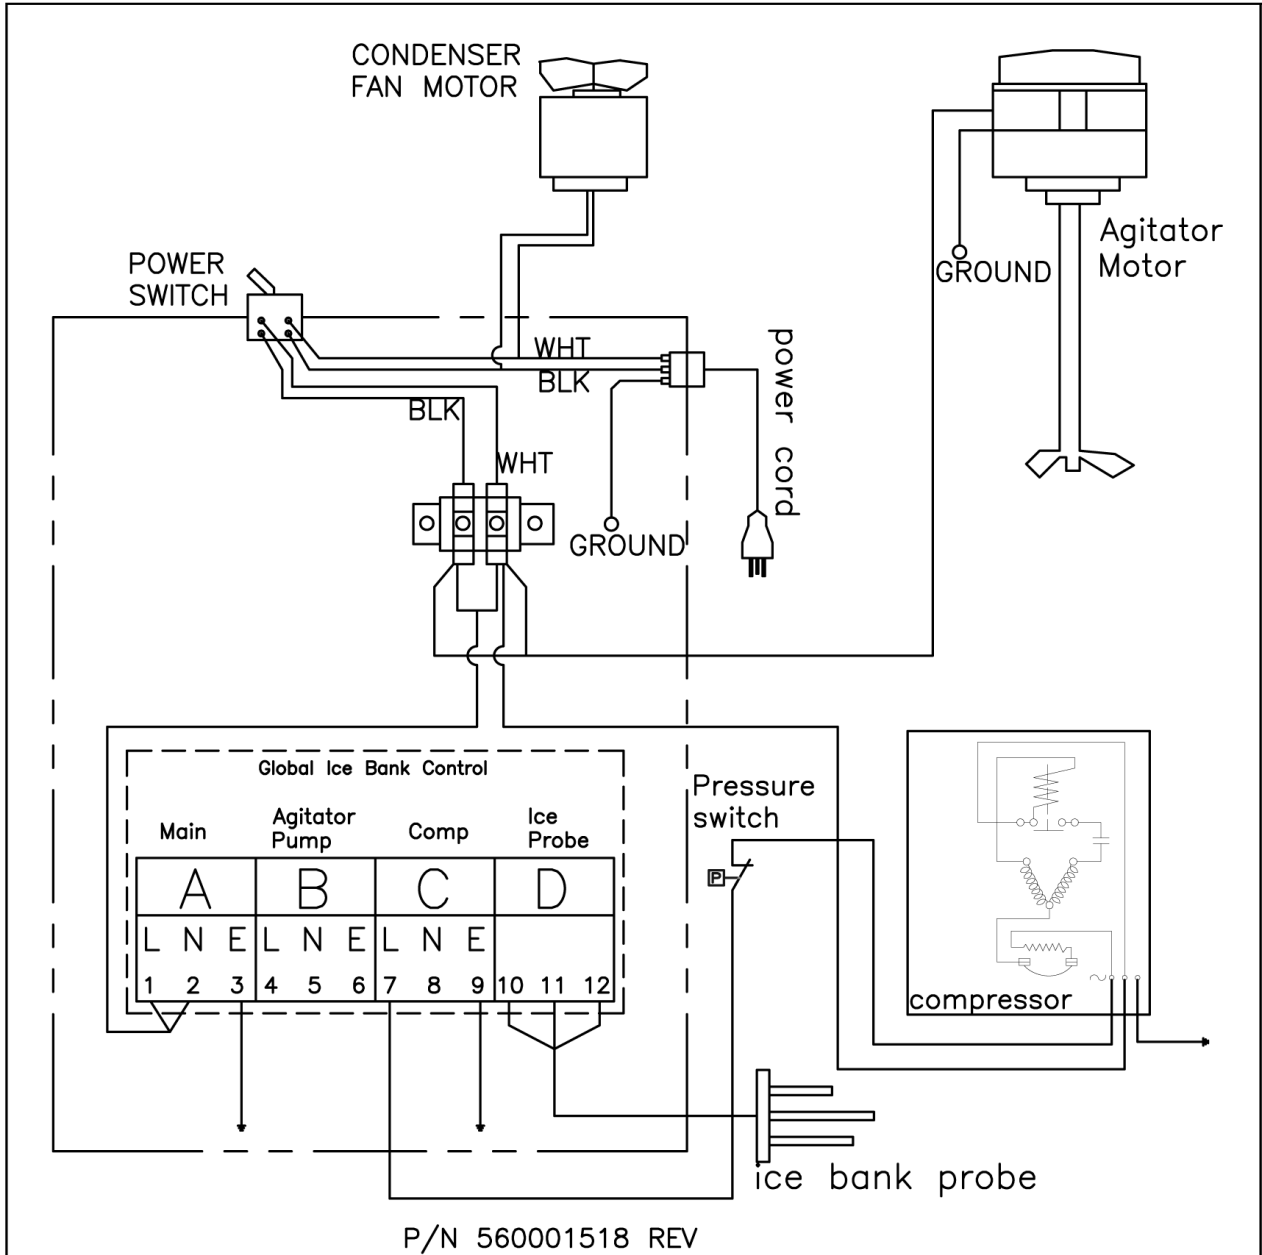 CONDENSER
FAN MOTOR
Agitator
Motor
GROUND
POWER
SWITCH
WHT
BLK
power cord
BLK
WHT
GROUND
Global Ice Bank Control
Main
Agitator
Pump
Comp
Ice
Probe
A B C D
L N E L N E L N E
1 2 3 4 5 6 7 8 9 10 11 12
Pressure
switch
P
compressor
ice bank probe
P/N 560001518 REV